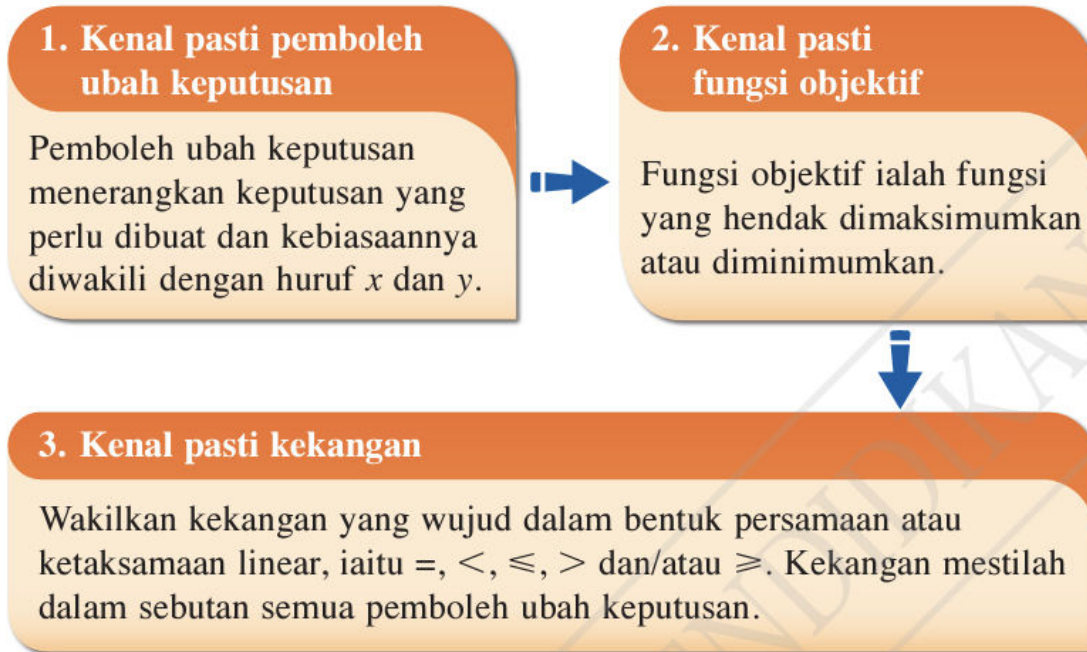 1. Kenal pasti pemboleh
ubah keputusan
Pemboleh ubah keputusan
menerangkan keputusan yang
perlu dibuat dan kebiasaannya
diwakili dengan huruf x dan y.
2. Kenal pasti
fungsi objektif
Fungsi objektif ialah fungsi
yang hendak dimaksimumkan
atau diminimumkan.
3. Kenal pasti kekangan
Wakilkan kekangan yang wujud dalam bentuk persamaan atau
ketaksamaan linear, iaitu =, <, ⩽, > dan/atau ⩾. Kekangan mestilah
dalam sebutan semua pemboleh ubah keputusan.